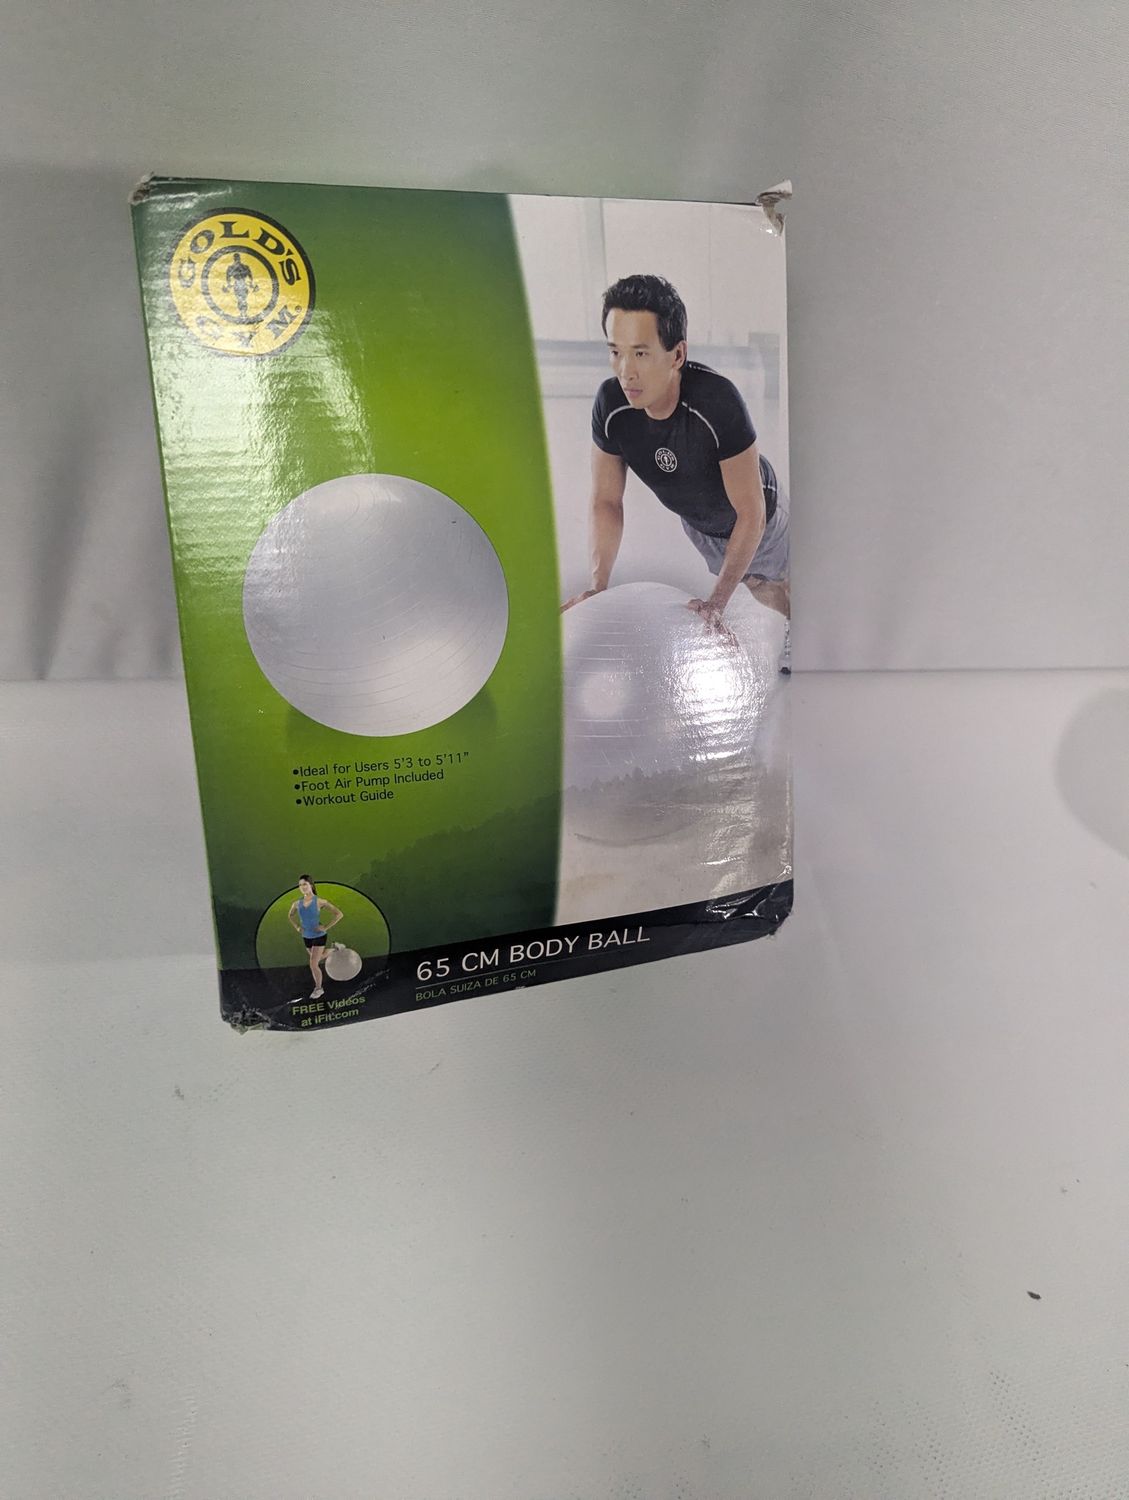 GOLD'S
GYM
•Ideal for Users 5'3 to 5'11"
•Foot Air Pump Included
•Workout Guide
FREE Videos
at iFit.com
65 CM BODY BALL
BOLA SUIZA DE 65 CM